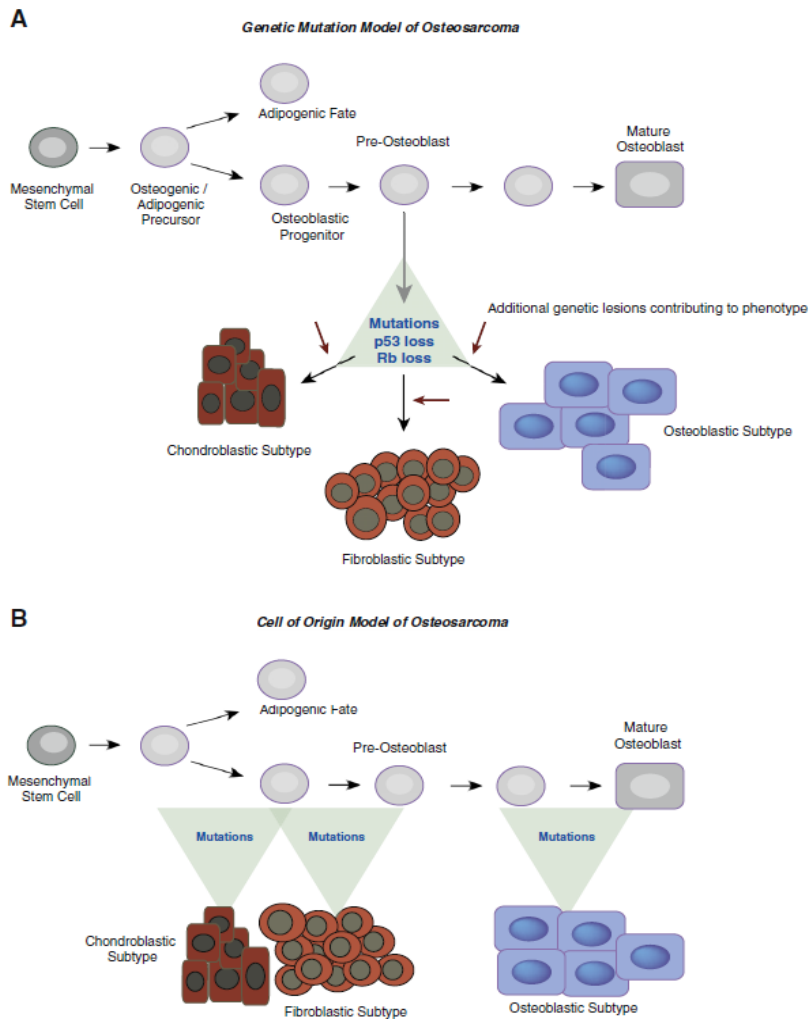 A
Genetic Mutation Model of Osteosarcoma
Adipogenic Fate
Pre-Osteoblast
Mature
Osteoblast
Mesenchymal
Stem Cell
Osteogenic /
Adipogenic
Precursor
Osteoblastic
Progenitor
Mutations
p53 loss
Rb loss
Additional genetic lesions contributing to phenotype
Chondroblastic Subtype
Osteoblastic Subtype
Fibroblastic Subtype
B
Cell of Origin Model of Osteosarcoma
Adipogenic Fate
Pre-Osteoblast
Mature
Osteoblast
Mesenchymal
Stem Cell
Mutations
Mutations
Mutations
Chondroblastic
Subtype
Fibroblastic Subtype
Osteoblastic Subtype